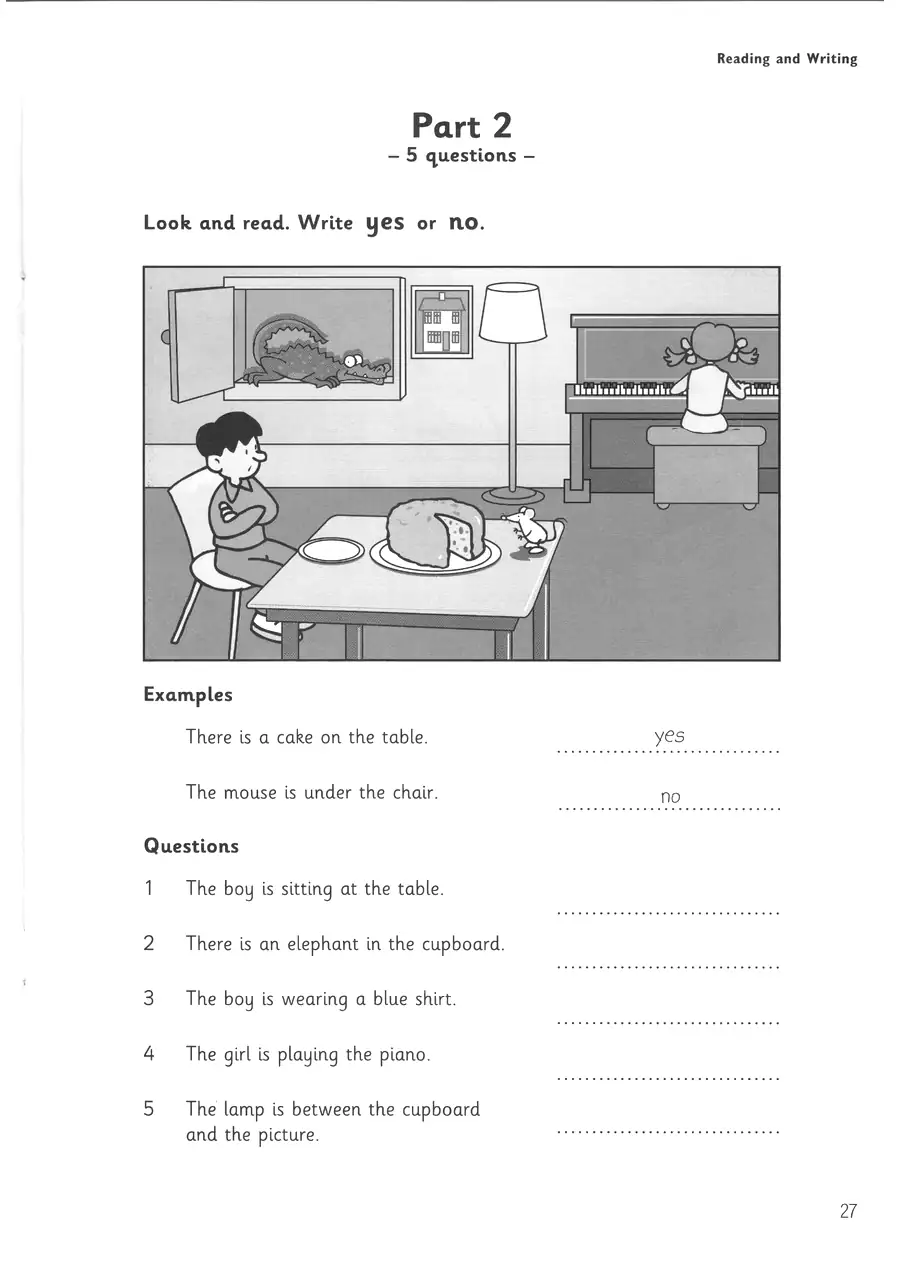 Reading and Writing
Part 2
– 5 questions –
Look and read. Write yes or no.
Examples
There is a cake on the table. yes
The mouse is under the chair. no
Questions
1 The boy is sitting at the table.
2 There is an elephant in the cupboard.
3 The boy is wearing a blue shirt.
4 The girl is playing the piano.
5 The lamp is between the cupboard
and the picture.
27